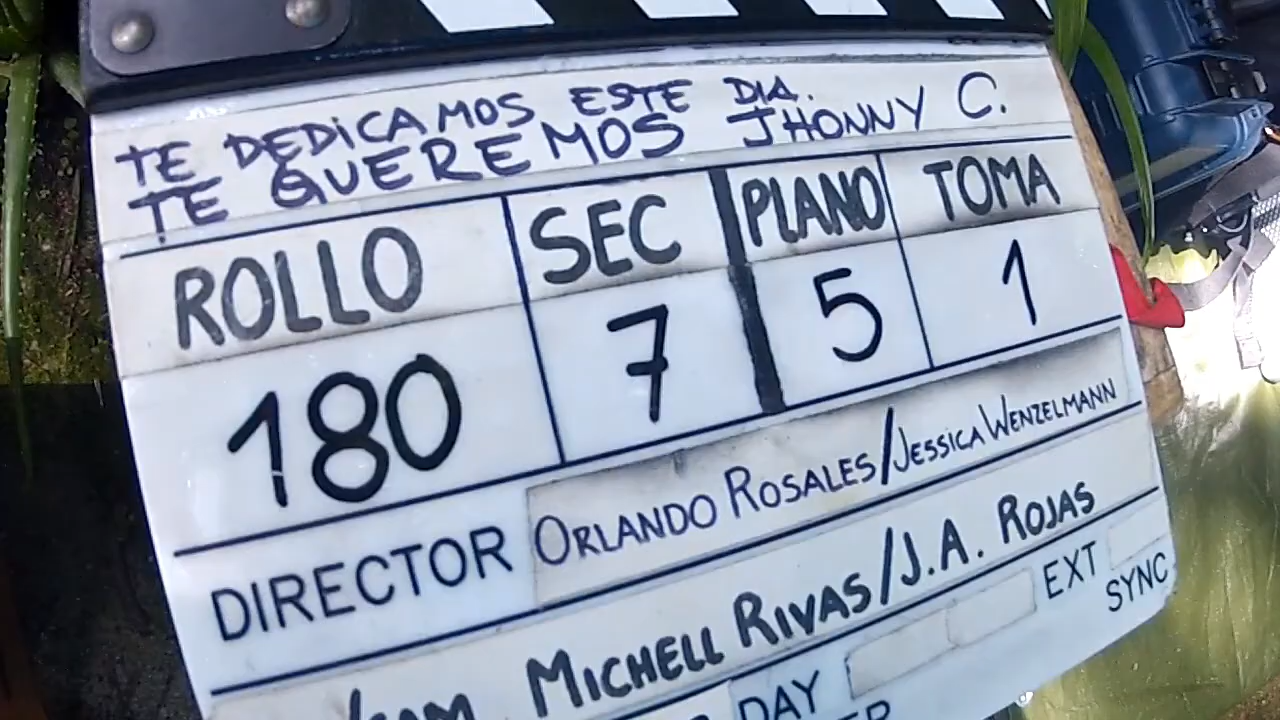 TE DEDICAMOS ESTE DIA.
TE QUEREMOS JHONNY C.
ROLLO SEC PLANO TOMA
180 7 5 1
DIRECTOR ORLANDO ROSALES/JESSICA WENZELMANN
MICHELL RIVAS/J.A. ROJAS
DAY EXT SYNC